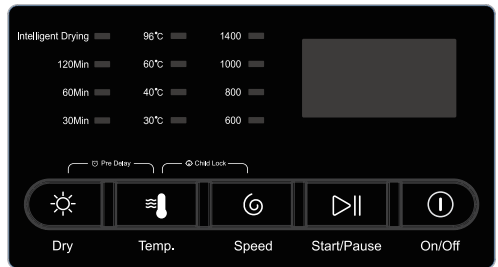 Intelligent Drying 96°C 1400
120Min 60°C 1000
60Min 40°C 800
30Min 30°C 600
Pre Delay Child Lock
Dry Temp. Speed Start/Pause On/Off